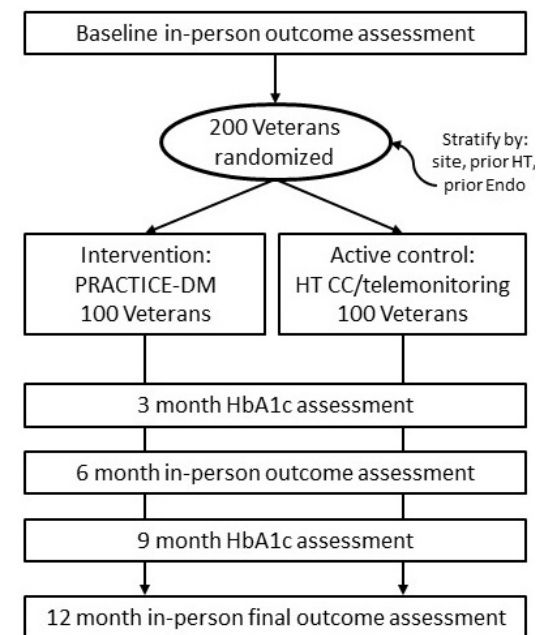 Baseline in-person outcome assessment
200 Veterans
randomized
Stratify by:
site, prior HT,
prior Endo
Intervention:
PRACTICE-DM
100 Veterans
Active control:
HT CC/telemonitoring
100 Veterans
3 month HbA1c assessment
6 month in-person outcome assessment
9 month HbA1c assessment
12 month in-person final outcome assessment